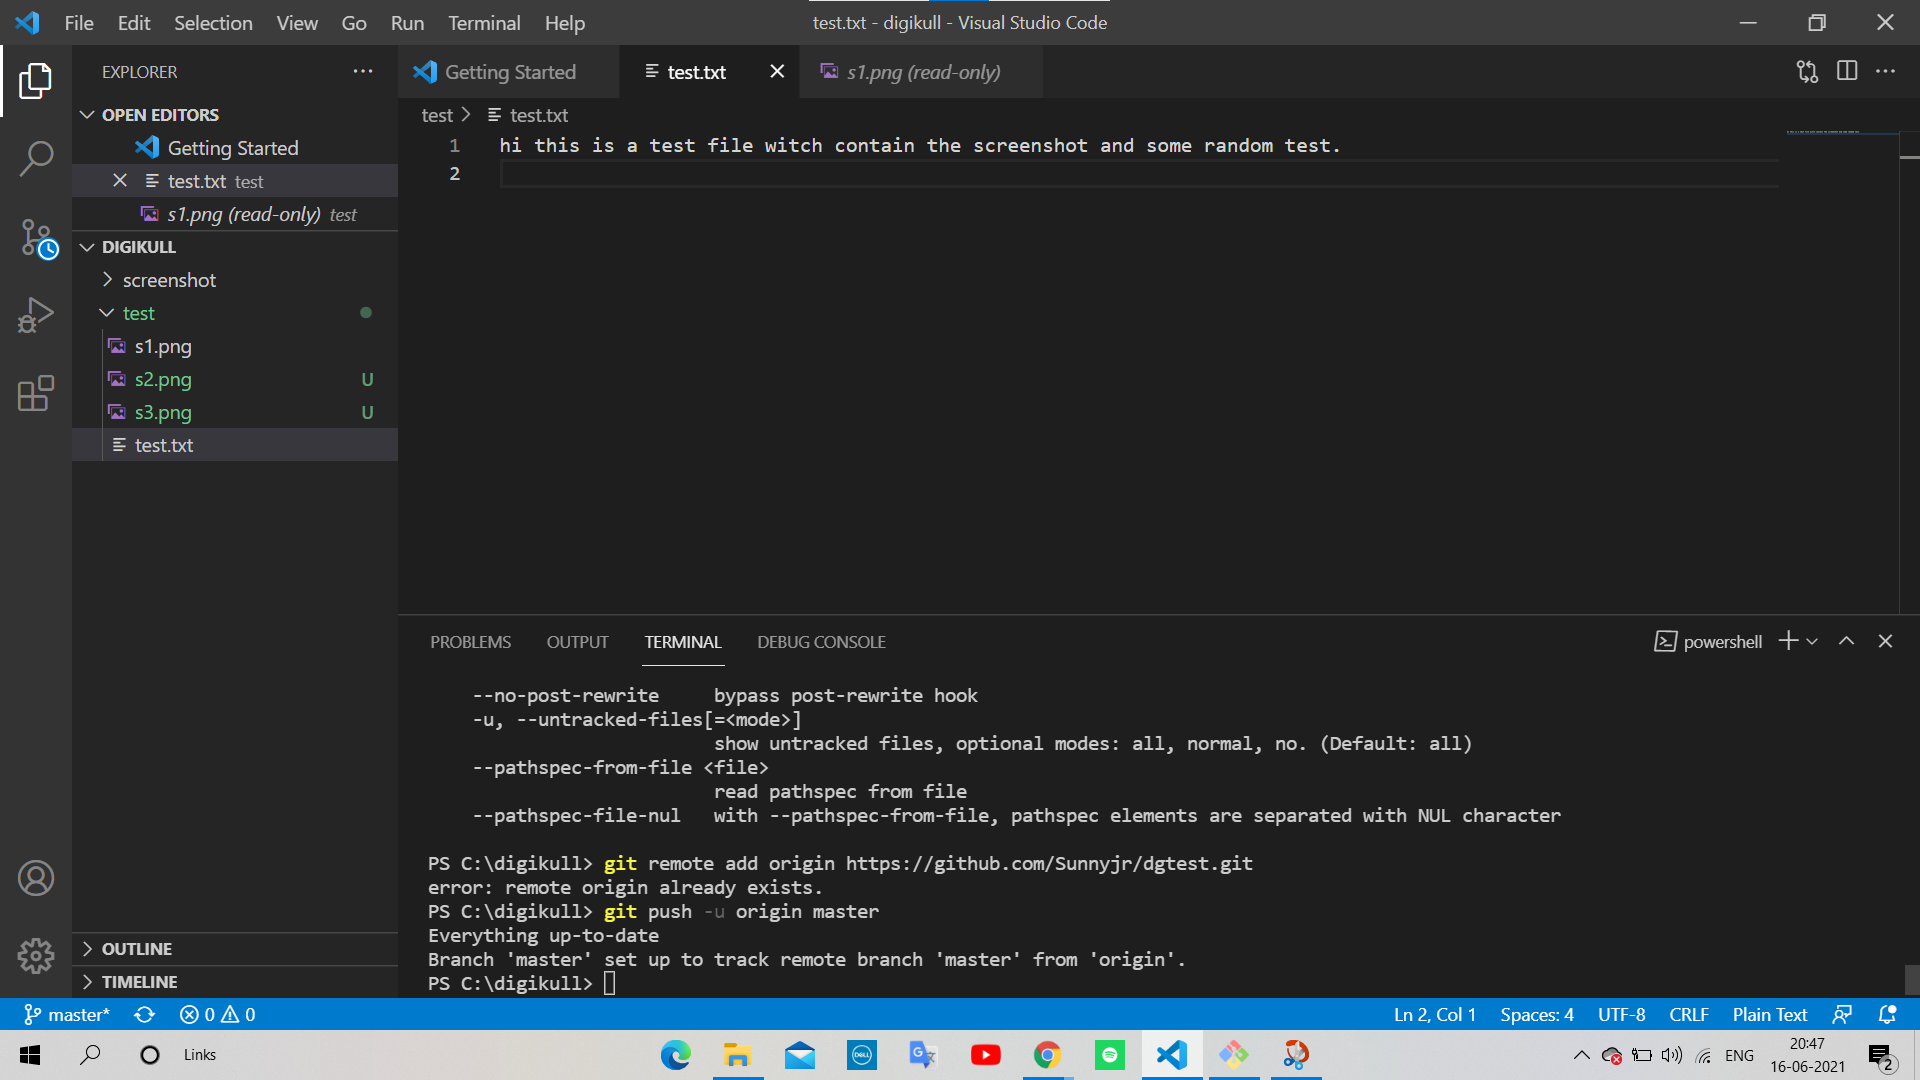 File Edit Selection View Go Run Terminal Help
test.txt - digikull - Visual Studio Code
EXPLORER
OPEN EDITORS
Getting Started
test.txt test
s1.png (read-only) test
DIGIKULL
screenshot
test
s1.png
s2.png U
s3.png U
test.txt
OUTLINE
TIMELINE
Getting Started
test.txt
s1.png (read-only)
test > test.txt
1 hi this is a test file witch contain the screenshot and some random test.
2
PROBLEMS OUTPUT TERMINAL DEBUG CONSOLE
powershell
--no-post-rewrite bypass post-rewrite hook
-u, --untracked-files[=<mode>]
show untracked files, optional modes: all, normal, no. (Default: all)
--pathspec-from-file <file>
read pathspec from file
--pathspec-file-nul with --pathspec-from-file, pathspec elements are separated with NUL character
PS C:\digikull> git remote add origin https://github.com/Sunnyjr/dgtest.git
error: remote origin already exists.
PS C:\digikull> git push -u origin master
Everything up-to-date
Branch 'master' set up to track remote branch 'master' from 'origin'.
PS C:\digikull>
master* 0 0
Ln 2, Col 1 Spaces: 4 UTF-8 CRLF Plain Text
Links
DELL
ENG
20:47
16-06-2021
2